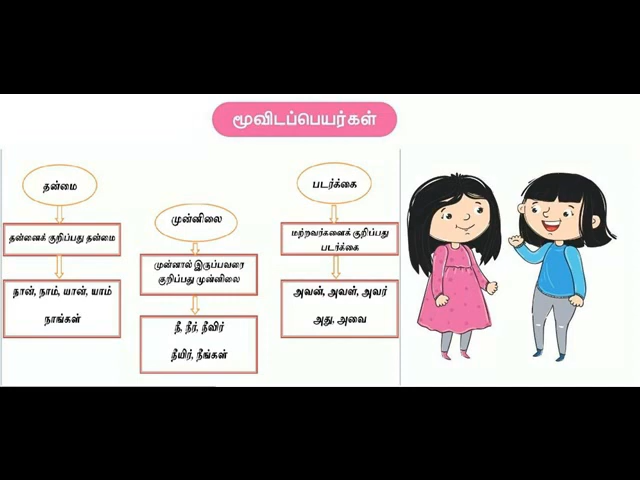 மூவிடப்பெயர்கள்
தன்மை
தன்னைக் குறிப்பது தன்மை
நான், நாம், யான், யாம்
நாங்கள்
முன்னிலை
முன்னால் இருப்பவரை
குறிப்பது முன்னிலை
நீ, நீர், நீவிர்
நீயிர், நீங்கள்
படர்க்கை
மற்றவர்களைக் குறிப்பது
படர்க்கை
அவன், அவள், அவர்
அது, அவை